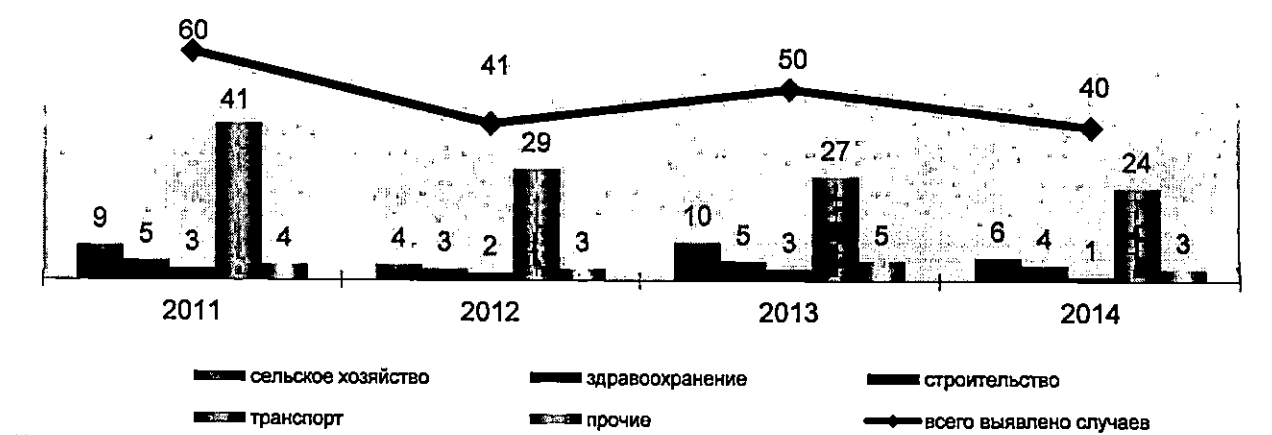 60
41
50
40
41
29
27
24
9 5 3 4
4 3 2 3
10 5 3 5
6 4 1 3
2011 2012 2013 2014
сельское хозяйство здравоохранение строительство
транспорт прочие всего выявлено случаев